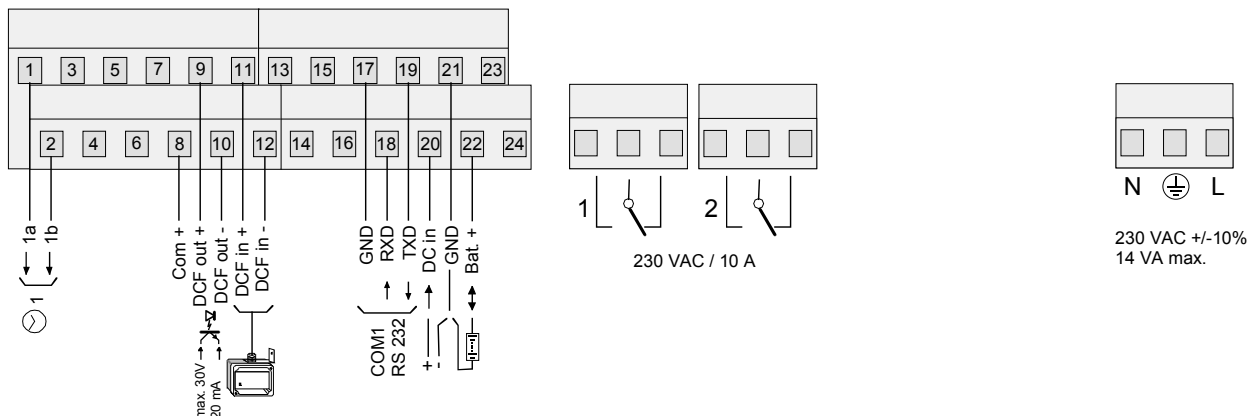 1 3 5 7 9 11 13 15 17 19 21 23
2 4 6 8 10 12 14 16 18 20 22 24
1a
1b
1
Com +
DCF out +
DCF out -
DCF in +
DCF in -
max. 30V
20 mA
GND
RXD
TXD
DC in
GND
Bat. +
COM1
RS 232
+
-
1
2
230 VAC / 10 A
N L
230 VAC +/-10%
14 VA max.